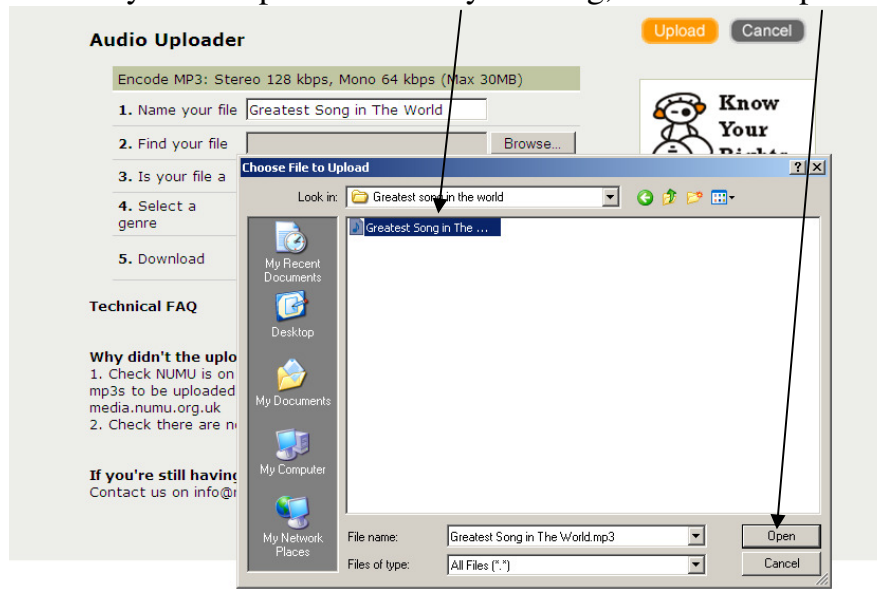 Audio Uploader
Upload Cancel
Encode MP3: Stereo 128 kbps, Mono 64 kbps (Max 30MB)
1. Name your file Greatest Song in The World
Know
Your
2. Find your file Browse...
Choose File to Upload
3. Is your file a
Look in: Greatest song in the world
4. Select a
genre
Greatest Song in The ...
5. Download
My Recent
Documents
Technical FAQ
Desktop
Why didn't the uplo
1. Check NUMU is on
mp3s to be uploaded
media.numu.org.uk
2. Check there are n
My Documents
My Computer
If you're still having
Contact us on info@
My Network
Places
File name: Greatest Song in The World.mp3 Open
Files of type: All Files (*.*) Cancel